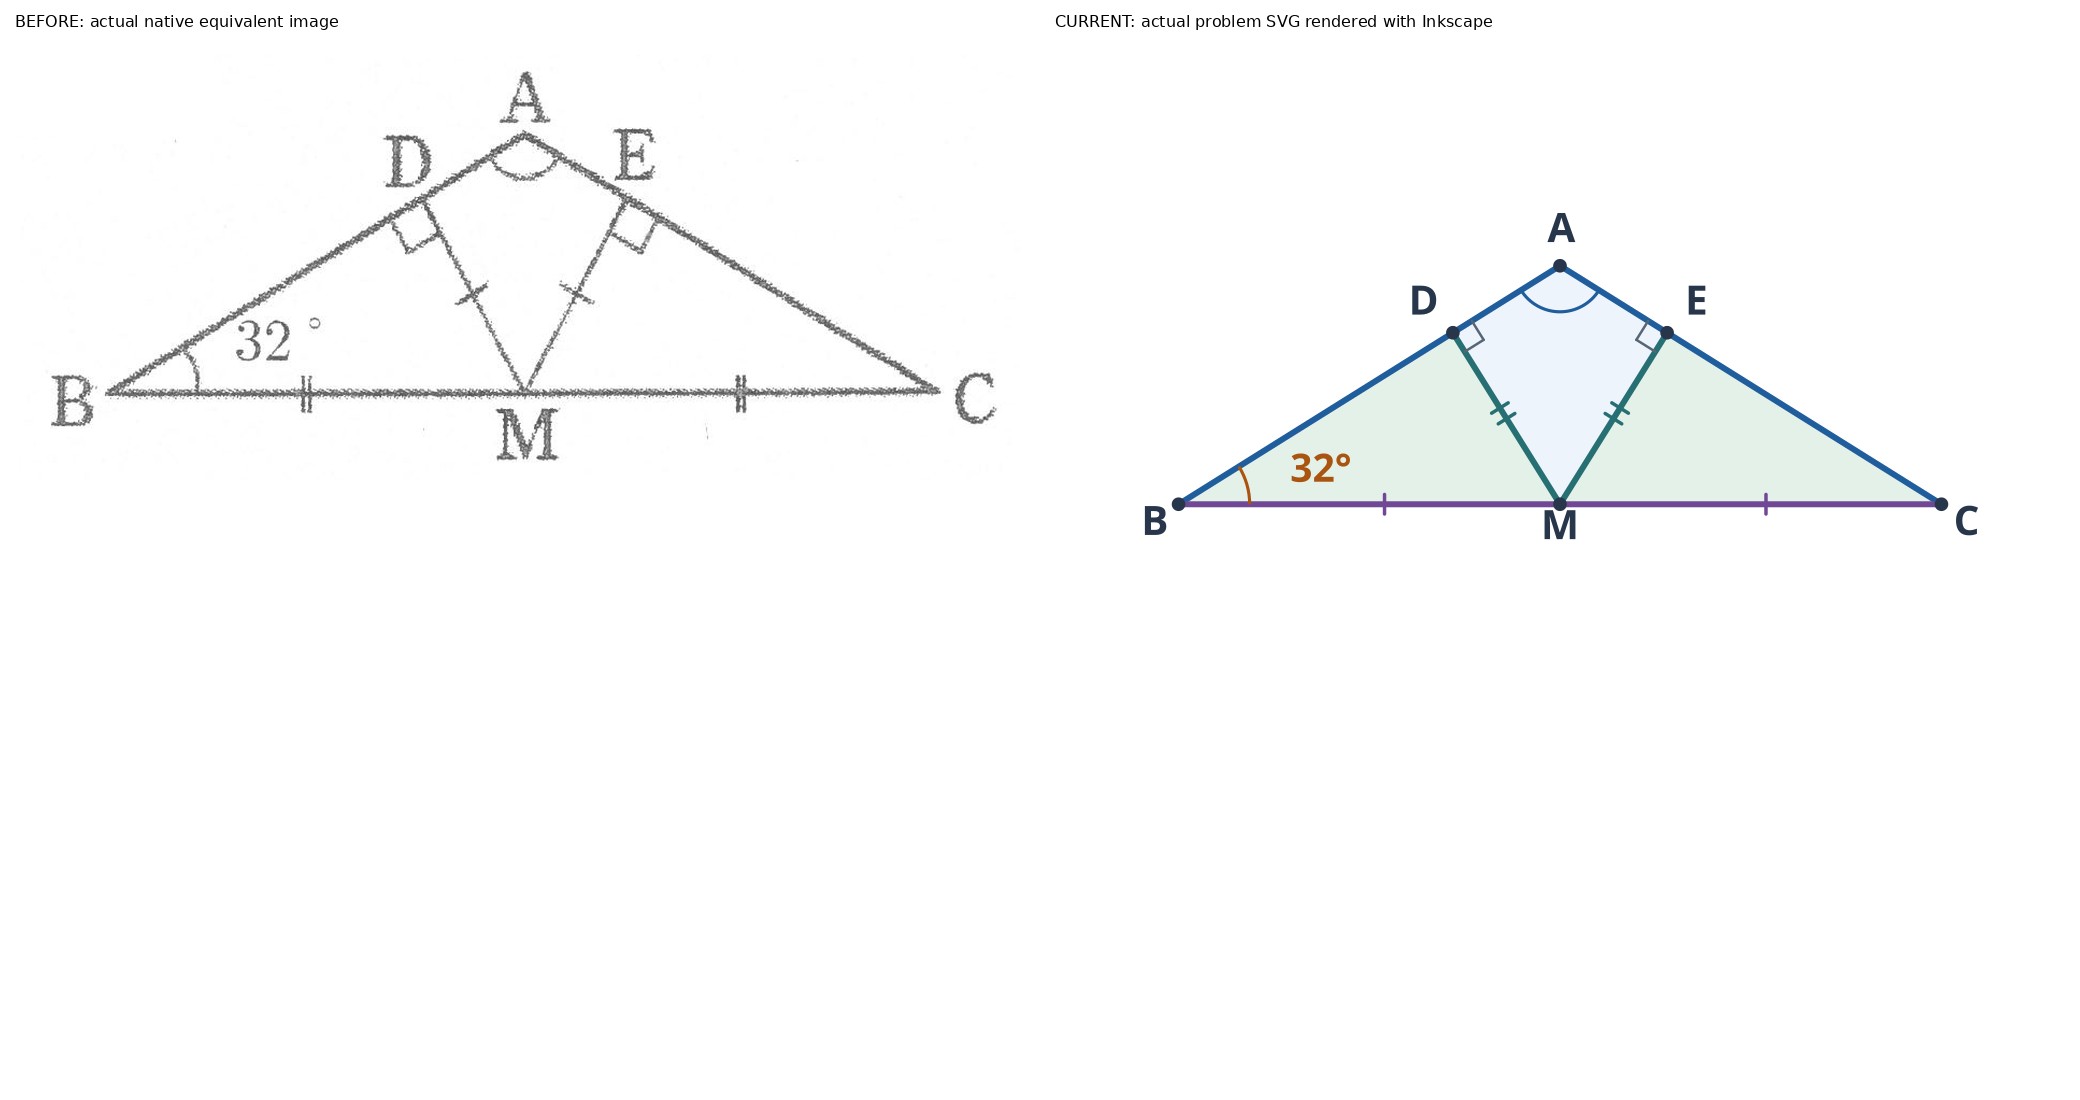 BEFORE: actual native equivalent image
A
D
E
32°
B
M
C
CURRENT: actual problem SVG rendered with Inkscape
A
D
E
32°
B
M
C